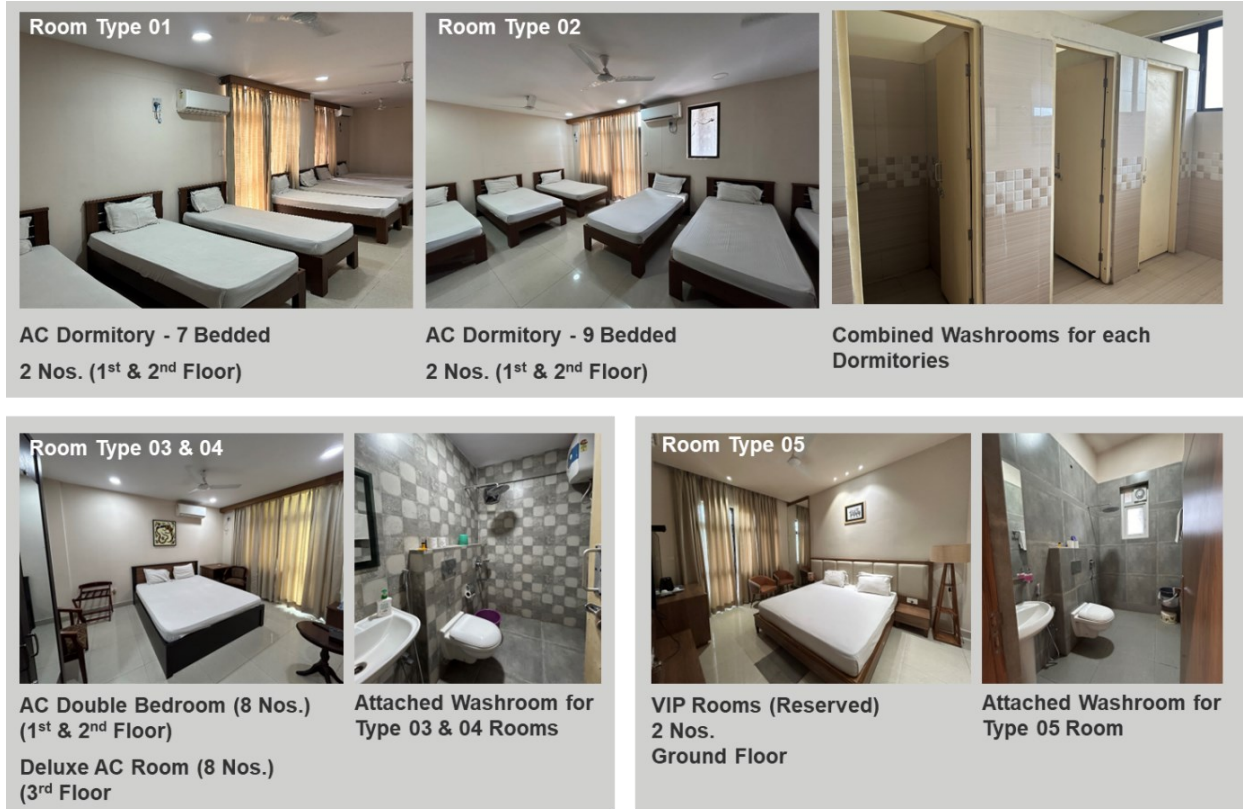 Room Type 01
Room Type 02
AC Dormitory - 7 Bedded
2 Nos. (1st & 2nd Floor)
AC Dormitory - 9 Bedded
2 Nos. (1st & 2nd Floor)
Combined Washrooms for each
Dormitories
Room Type 03 & 04
AC Double Bedroom (8 Nos.)
(1st & 2nd Floor)
Deluxe AC Room (8 Nos.)
(3rd Floor
Attached Washroom for
Type 03 & 04 Rooms
Room Type 05
VIP Rooms (Reserved)
2 Nos.
Ground Floor
Attached Washroom for
Type 05 Room